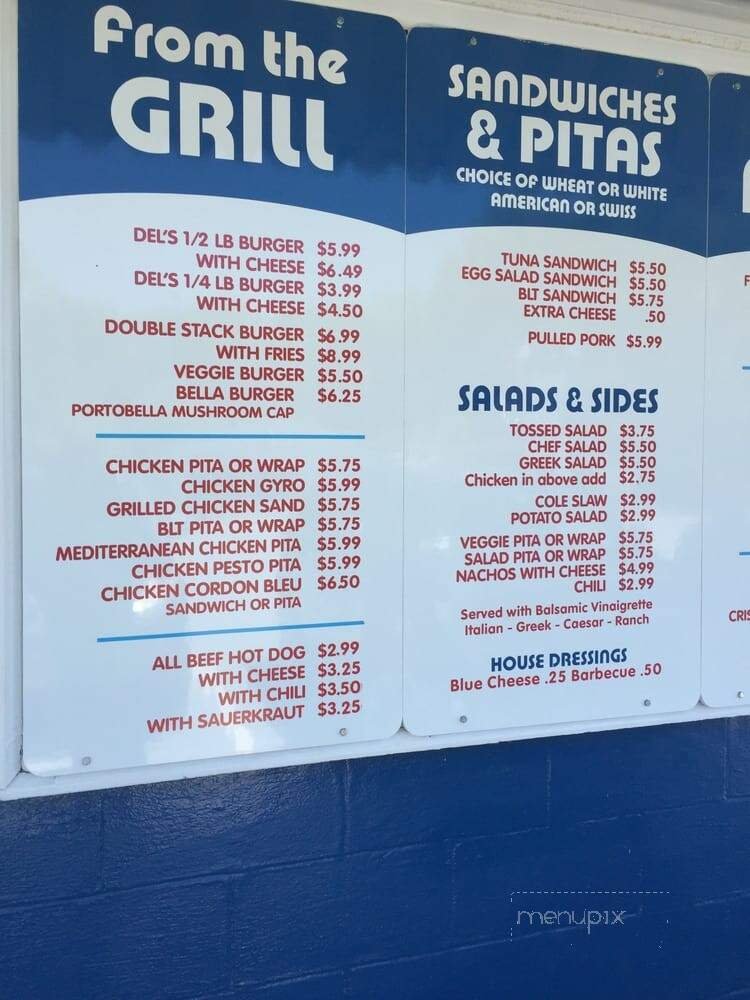 From the
GRILL
DEL'S 1/2 LB BURGER $5.99
WITH CHEESE $6.49
DEL'S 1/4 LB BURGER $3.99
WITH CHEESE $4.50
DOUBLE STACK BURGER $6.99
WITH FRIES $8.99
VEGGIE BURGER $5.50
BELLA BURGER $6.25
PORTOBELLA MUSHROOM CAP
CHICKEN PITA OR WRAP $5.75
CHICKEN GYRO $5.99
GRILLED CHICKEN SAND $5.75
BLT PITA OR WRAP $5.75
MEDITERRANEAN CHICKEN PITA $5.99
CHICKEN PESTO PITA $5.99
CHICKEN CORDON BLEU $6.50
SANDWICH OR PITA
ALL BEEF HOT DOG $2.99
WITH CHEESE $3.25
WITH CHILI $3.50
WITH SAUERKRAUT $3.25
SANDWICHES
& PITAS
CHOICE OF WHEAT OR WHITE
AMERICAN OR SWISS
TUNA SANDWICH $5.50
EGG SALAD SANDWICH $5.50
BLT SANDWICH $5.75
EXTRA CHEESE .50
PULLED PORK $5.99
SALADS & SIDES
TOSSED SALAD $3.75
CHEF SALAD $5.50
GREEK SALAD $5.50
Chicken in above add $2.75
COLE SLAW $2.99
POTATO SALAD $2.99
VEGGIE PITA OR WRAP $5.75
SALAD PITA OR WRAP $5.75
NACHOS WITH CHEESE $4.99
CHILI $2.99
Served with Balsamic Vinaigrette
Italian - Greek - Caesar - Ranch
HOUSE DRESSINGS
Blue Cheese .25 Barbecue .50
CRIS
menupix